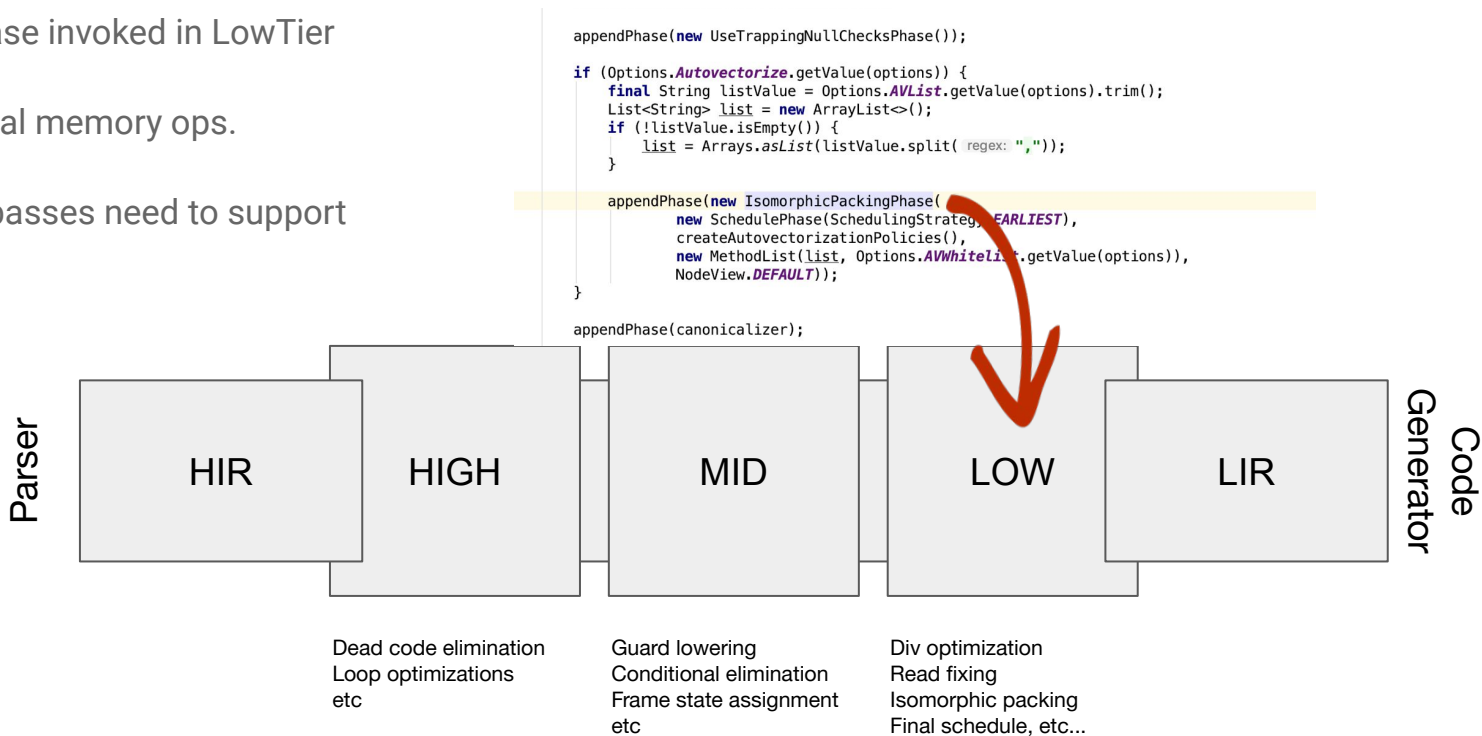 ase invoked in LowTier
al memory ops.
passes need to support
appendPhase(new UseTrappingNullChecksPhase());
if (Options.Autovectorize.getValue(options)) {
final String listValue = Options.AVList.getValue(options).trim();
List<String> list = new ArrayList<>();
if (!listValue.isEmpty()) {
list = Arrays.asList(listValue.split( regex: ","));
}
appendPhase(new IsomorphicPackingPhase(
new SchedulePhase(SchedulingStrategy.EARLIEST),
createAutovectorizationPolicies(),
new MethodList(list, Options.AVWhitelist.getValue(options)),
NodeView.DEFAULT));
}
appendPhase(canonicalizer);
Parser
HIR
HIGH
MID
LOW
LIR
Code
Generator
Dead code elimination
Loop optimizations
etc
Guard lowering
Conditional elimination
Frame state assignment
etc
Div optimization
Read fixing
Isomorphic packing
Final schedule, etc...